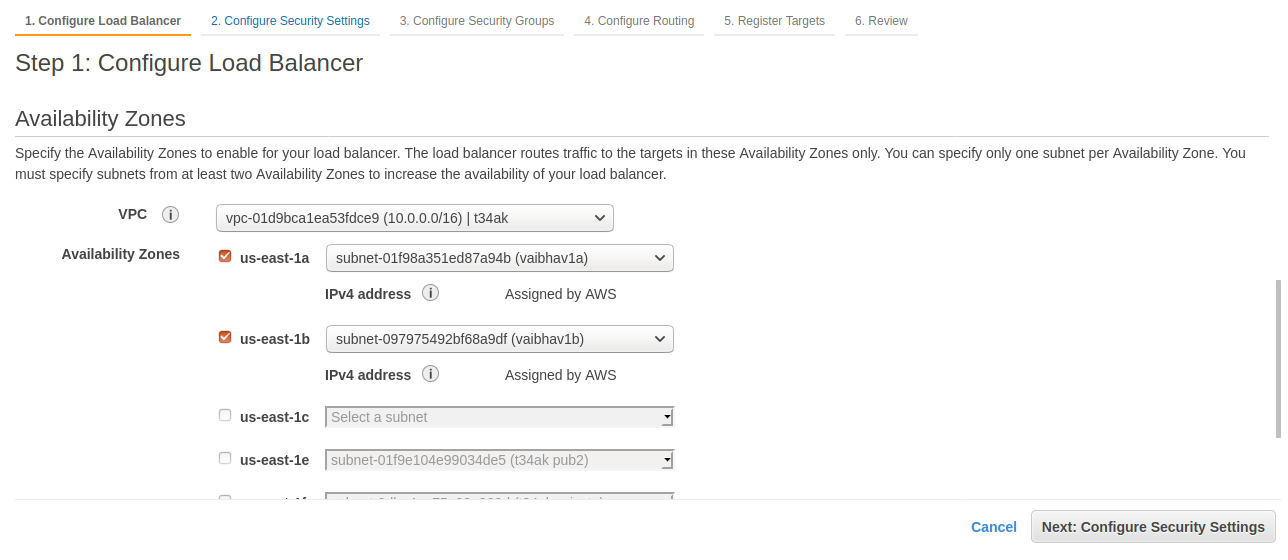 1. Configure Load Balancer 2. Configure Security Settings 3. Configure Security Groups 4. Configure Routing 5. Register Targets 6. Review
Step 1: Configure Load Balancer
Availability Zones
Specify the Availability Zones to enable for your load balancer. The load balancer routes traffic to the targets in these Availability Zones only. You can specify only one subnet per Availability Zone. You
must specify subnets from at least two Availability Zones to increase the availability of your load balancer.
VPC i vpc-01d9bca1ea53fdce9 (10.0.0.0/16) | t34ak
Availability Zones us-east-1a subnet-01f98a351ed87a94b (vaibhav1a)
IPv4 address i Assigned by AWS
us-east-1b subnet-097975492bf68a9df (vaibhav1b)
IPv4 address i Assigned by AWS
us-east-1c Select a subnet
us-east-1e subnet-01f9e104e99034de5 (t34ak pub2)
Cancel Next: Configure Security Settings